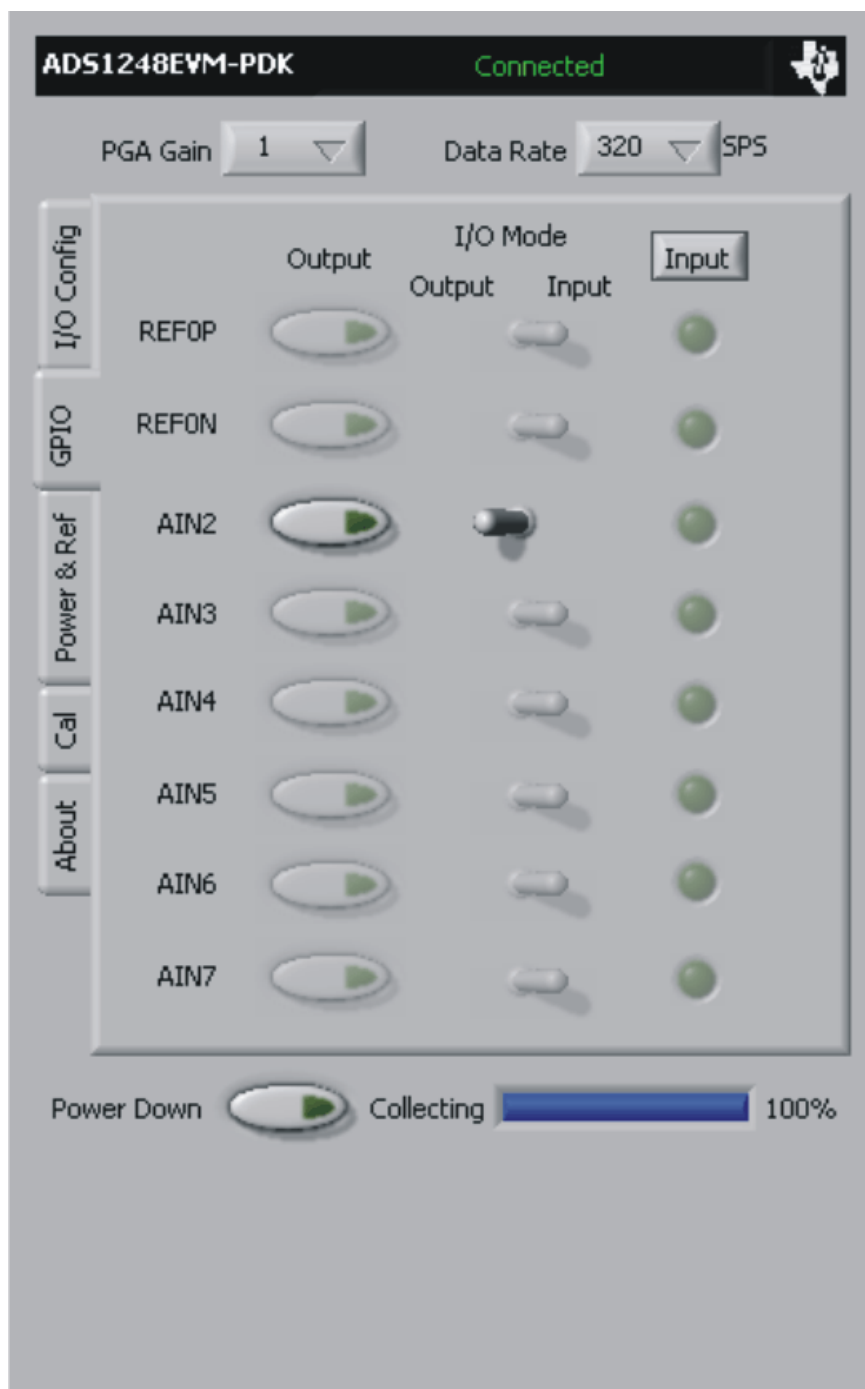 ADS1248EVM-PDK Connected
PGA Gain 1 Data Rate 320 SPS
I/O Config
GPIO
Power & Ref
Cal
About
I/O Mode
Output Input
Output Input
REF0P
REF0N
AIN2
AIN3
AIN4
AIN5
AIN6
AIN7
Power Down Collecting 100%